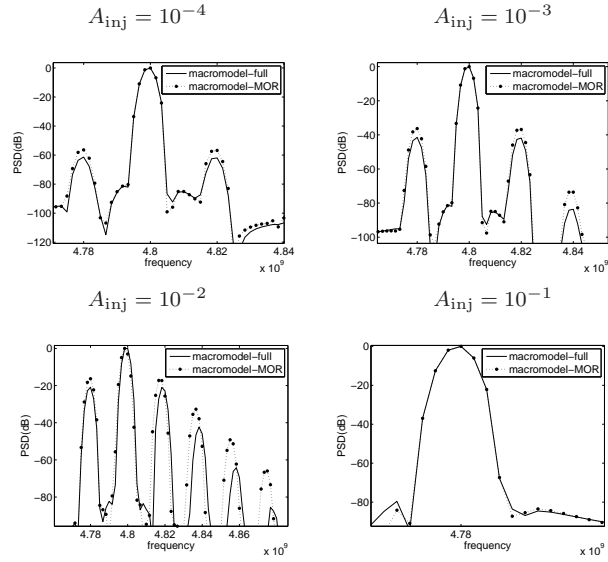 A_inj = 10^−4
A_inj = 10^−3
macromodel−full
macromodel−MOR
PSD(dB)
0
−20
−40
−60
−80
−100
−120
4.78
4.8
4.82
4.84
frequency
x 10^9
macromodel−full
macromodel−MOR
PSD(dB)
0
−20
−40
−60
−80
−100
4.78
4.8
4.82
4.84
frequency
x 10^9
A_inj = 10^−2
A_inj = 10^−1
macromodel−full
macromodel−MOR
PSD(dB)
0
−20
−40
−60
−80
4.78
4.8
4.82
4.84
4.86
frequency
x 10^9
macromodel−full
macromodel−MOR
PSD(dB)
0
−20
−40
−60
−80
4.78
frequency
x 10^9